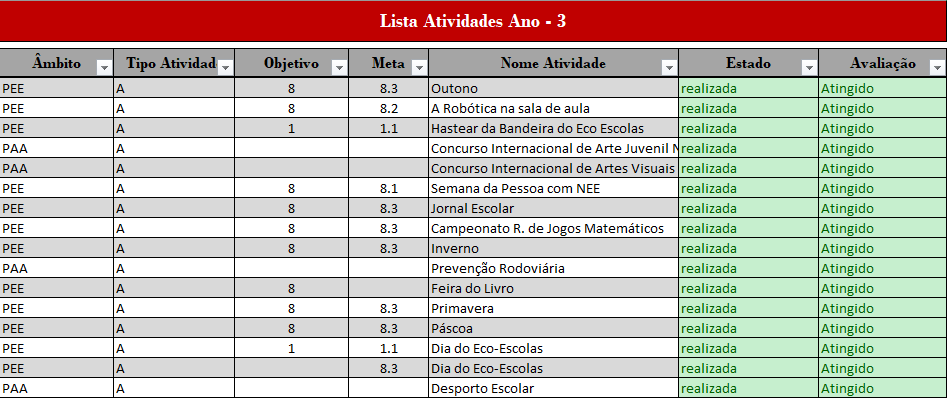 Lista Atividades Ano - 3
Âmbito Tipo Atividad Objetivo Meta Nome Atividade Estado Avaliação
PEE A 8 8.3 Outono realizada Atingido
PEE A 8 8.2 A Robótica na sala de aula realizada Atingido
PEE A 1 1.1 Hastear da Bandeira do Eco Escolas realizada Atingido
PAA A Concurso Internacional de Arte Juvenil N realizada Atingido
PAA A Concurso Internacional de Artes Visuais realizada Atingido
PEE A 8 8.1 Semana da Pessoa com NEE realizada Atingido
PEE A 8 8.3 Jornal Escolar realizada Atingido
PEE A 8 8.3 Campeonato R. de Jogos Matemáticos realizada Atingido
PEE A 8 8.3 Inverno realizada Atingido
PAA A Prevenção Rodoviária realizada Atingido
PEE A 8 Feira do Livro realizada Atingido
PEE A 8 8.3 Primavera realizada Atingido
PEE A 8 8.3 Páscoa realizada Atingido
PEE A 1 1.1 Dia do Eco-Escolas realizada Atingido
PEE A 8.3 Dia do Eco-Escolas realizada Atingido
PAA A Desporto Escolar realizada Atingido